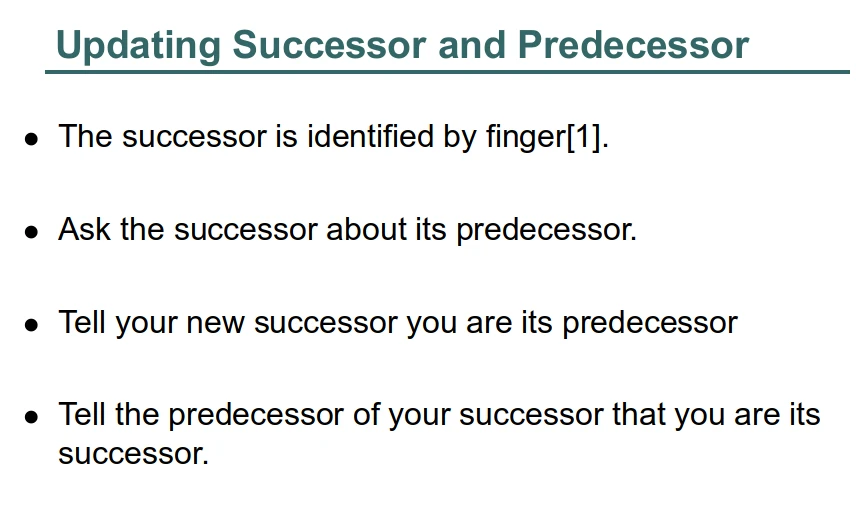 Updating Successor and Predecessor
● The successor is identified by finger[1].
● Ask the successor about its predecessor.
● Tell your new successor you are its predecessor
● Tell the predecessor of your successor that you are its
successor.